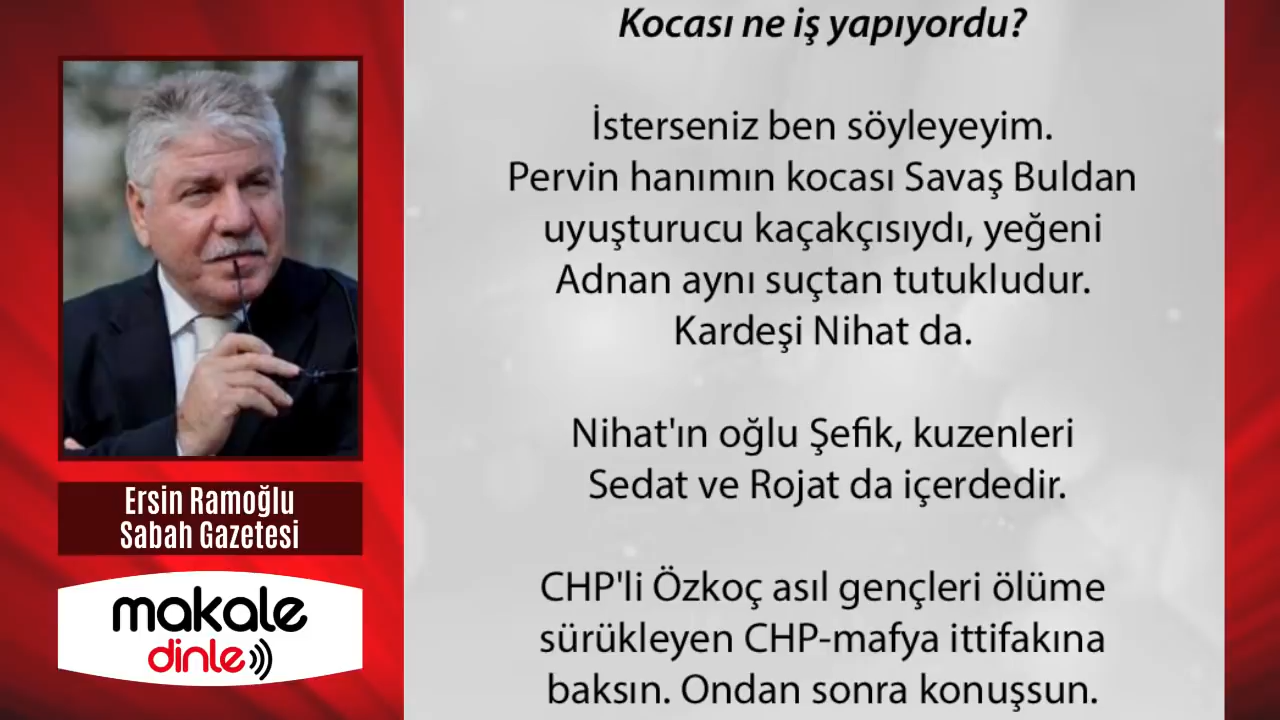 Kocası ne iş yapıyordu?
İsterseniz ben söyleyeyim.
Pervin hanımın kocası Savaş Buldan
uyuşturucu kaçakçısıydı, yeğeni
Adnan aynı suçtan tutukludur.
Kardeşi Nihat da.
Nihat'ın oğlu Şefik, kuzenleri
Sedat ve Rojat da içerdedir.
CHP'li Özkoç asıl gençleri ölüme
sürükleyen CHP-mafya ittifakına
baksın. Ondan sonra konuşsun.
Ersin Ramoğlu
Sabah Gazetesi
makale
dinle